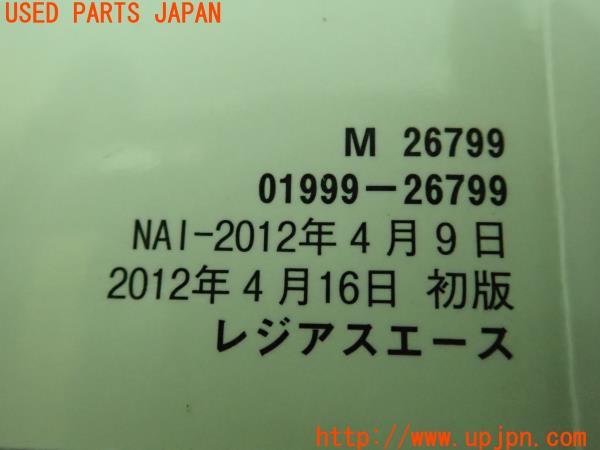 USED PARTS JAPAN
M 26799
01999-26799
NAI-2012年4月9日
2012年4月16日 初版
レジアスエース
http://www.upjpn.com/